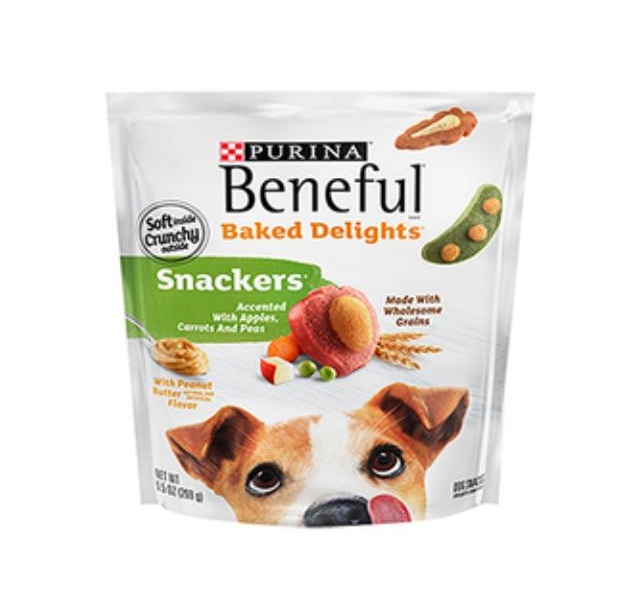 PURINA
Beneful
Baked Delights
Soft inside
Crunchy
outside
Snackers
Accented
With Apples,
Carrots And Peas
Made With
Wholesome
Grains
With Peanut
Butter
Flavor
NET WT